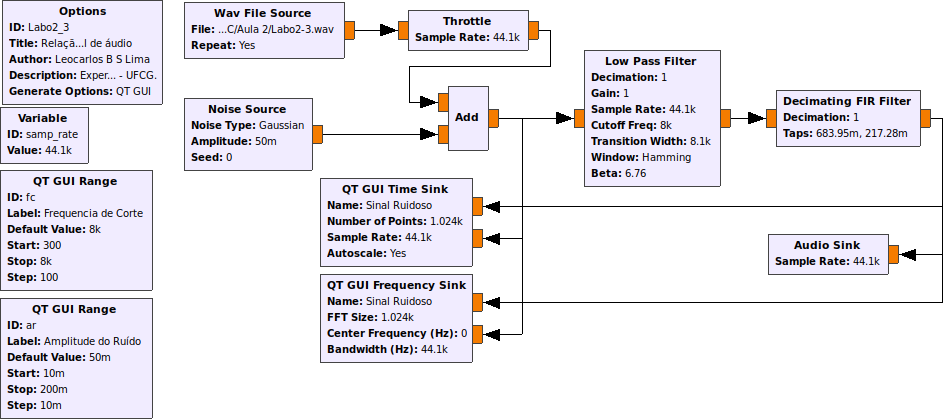 Options
ID: Labo2_3
Title: Relaçã...l de áudio
Author: Leocarlos B S Lima
Description: Exper... - UFCG.
Generate Options: QT GUI
Variable
ID: samp_rate
Value: 44.1k
QT GUI Range
ID: fc
Label: Frequencia de Corte
Default Value: 8k
Start: 300
Stop: 8k
Step: 100
QT GUI Range
ID: ar
Label: Amplitude do Ruído
Default Value: 50m
Start: 10m
Stop: 200m
Step: 10m
Wav File Source
File: ...C/Aula 2/Labo2-3.wav
Repeat: Yes
Throttle
Sample Rate: 44.1k
Noise Source
Noise Type: Gaussian
Amplitude: 50m
Seed: 0
Add
Low Pass Filter
Decimation: 1
Gain: 1
Sample Rate: 44.1k
Cutoff Freq: 8k
Transition Width: 8.1k
Window: Hamming
Beta: 6.76
Decimating FIR Filter
Decimation: 1
Taps: 683.95m, 217.28m
QT GUI Time Sink
Name: Sinal Ruidoso
Number of Points: 1.024k
Sample Rate: 44.1k
Autoscale: Yes
QT GUI Frequency Sink
Name: Sinal Ruidoso
FFT Size: 1.024k
Center Frequency (Hz): 0
Bandwidth (Hz): 44.1k
Audio Sink
Sample Rate: 44.1k